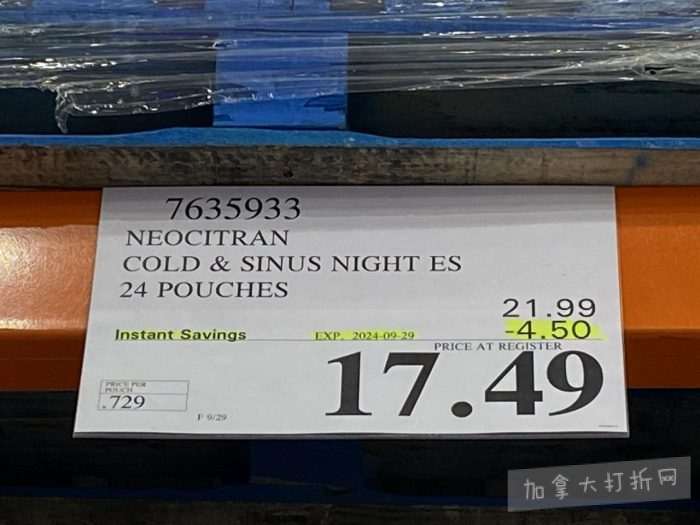 7635933
NEOCITRAN
COLD & SINUS NIGHT ES
24 POUCHES
21.99
Instant Savings EXP. 2024-09-29 -4.50
PRICE AT REGISTER
17.49
PRICE PER
POUCH
.729
F 9/29
加拿大打折网